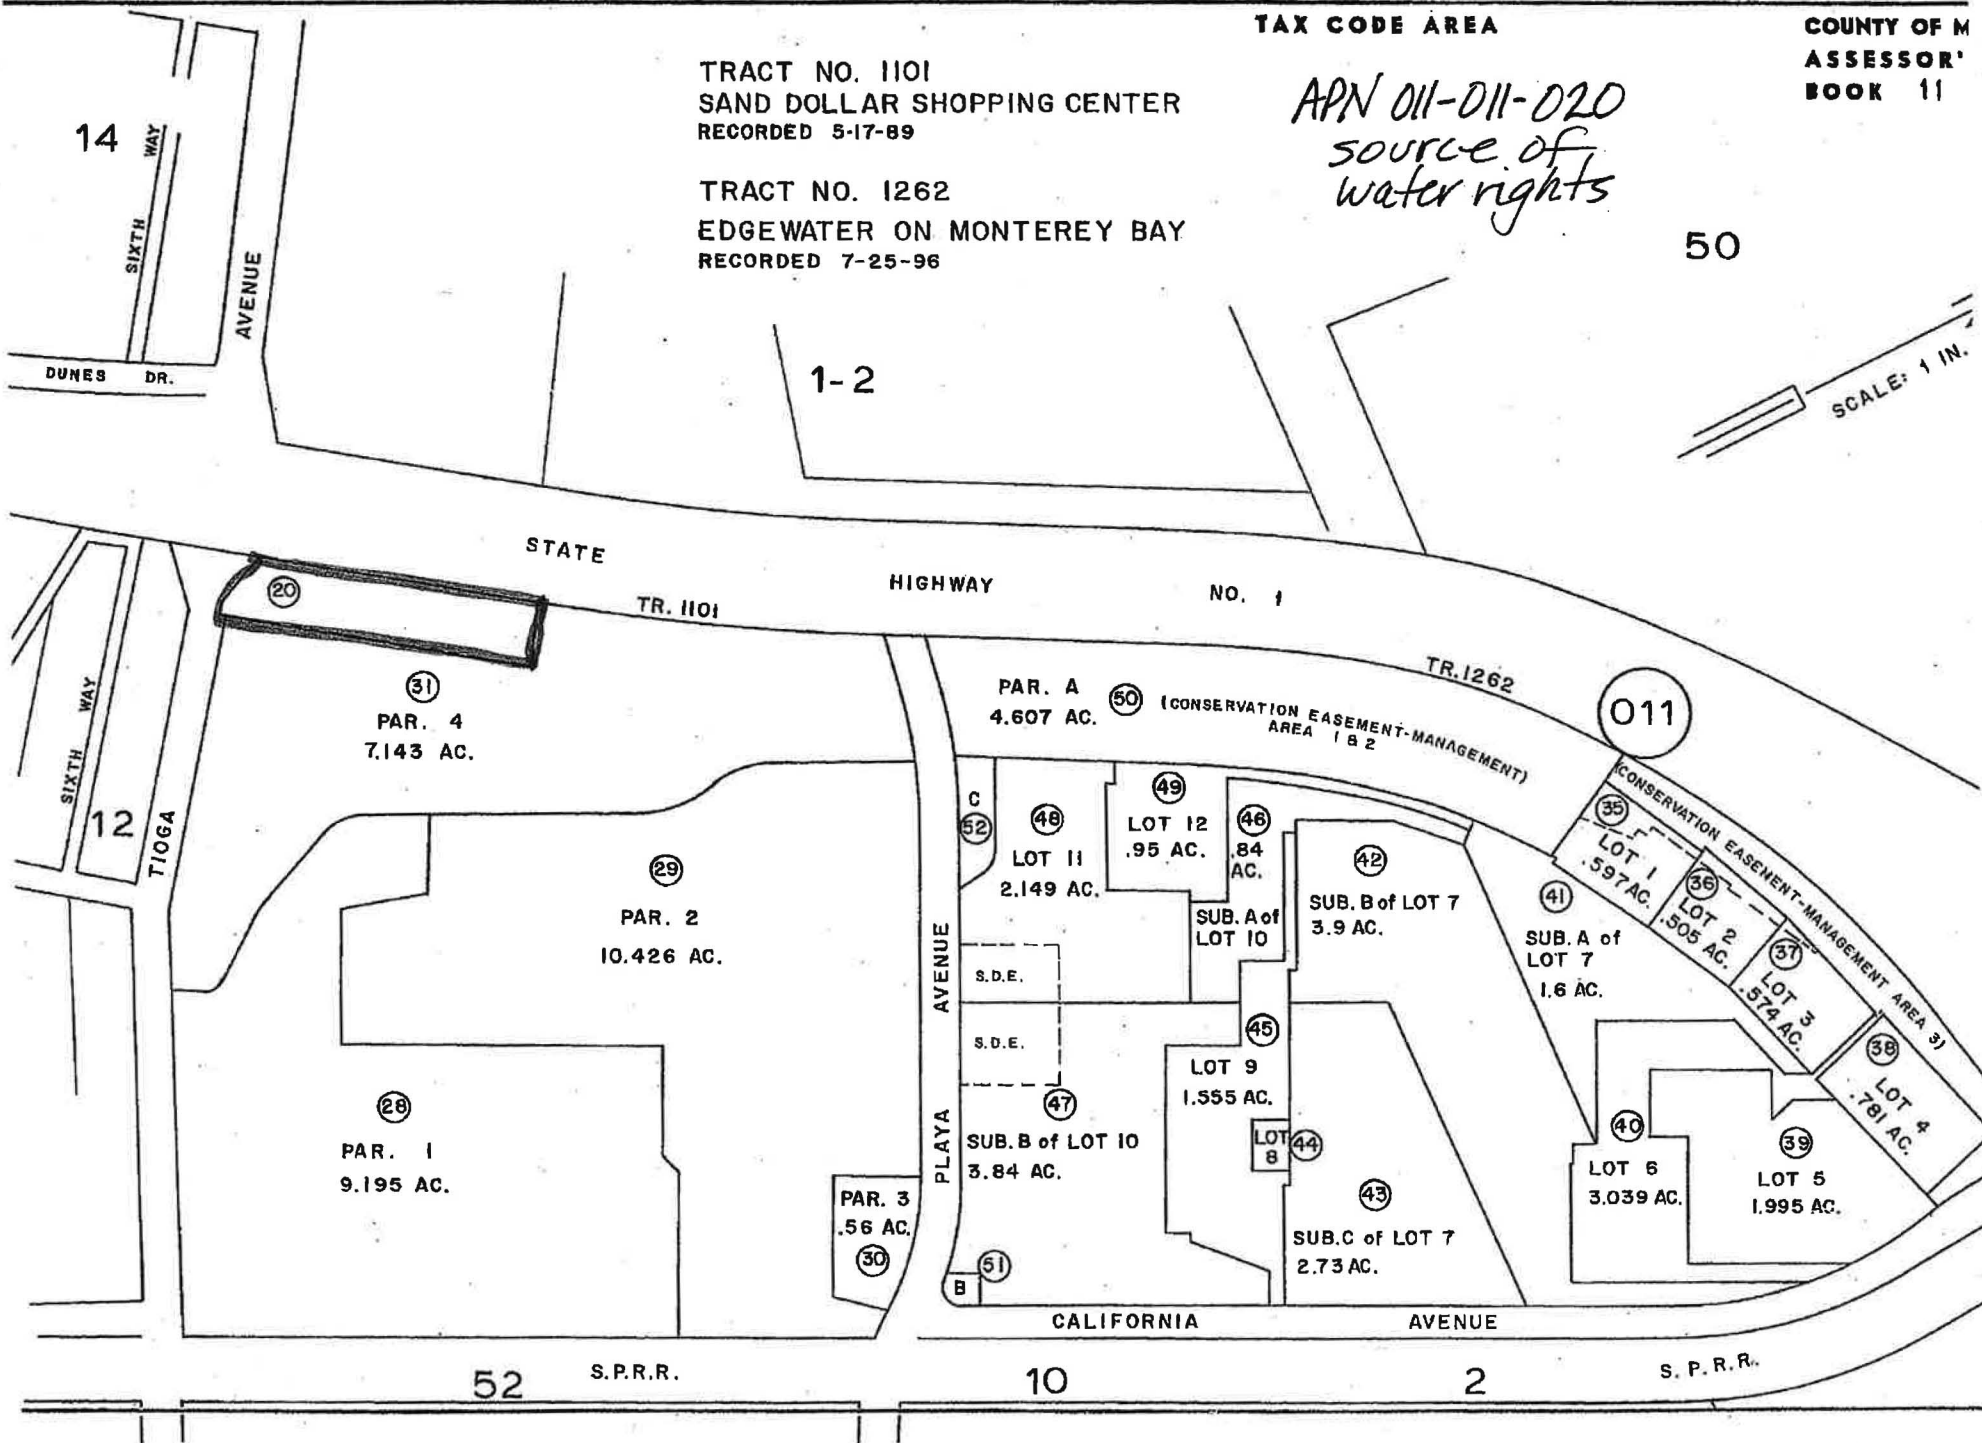 TAX CODE AREA
COUNTY OF M
ASSESSOR'
BOOK 11
TRACT NO. 1101
SAND DOLLAR SHOPPING CENTER
RECORDED 5-17-89
TRACT NO. 1262
EDGEWATER ON MONTEREY BAY
RECORDED 7-25-96
APN 011-011-020
source of
water rights
14
SIXTH WAY
AVENUE
DUNES DR.
50
1-2
SCALE: 1 IN.
STATE HIGHWAY NO. 1
20
TR. 1101
TR. 1262
011
31
PAR. 4
7.143 AC.
PAR. A
4.607 AC.
50
(CONSERVATION EASEMENT-MANAGEMENT)
AREA 1 & 2
(CONSERVATION EASEMENT-MANAGEMENT AREA 3)
SIXTH WAY
12
TIOGA
29
PAR. 2
10.426 AC.
C
52
48
LOT 11
2.149 AC.
49
LOT 12
.95 AC.
46
.84
AC.
SUB. A of
LOT 10
42
SUB. B of LOT 7
3.9 AC.
41
SUB. A of
LOT 7
1.6 AC.
35
LOT 1
.597 AC.
36
LOT 2
.505 AC.
37
LOT 3
.574 AC.
38
LOT 4
.781 AC.
PLAYA AVENUE
S.D.E.
S.D.E.
47
SUB. B of LOT 10
3.84 AC.
45
LOT 9
1.555 AC.
LOT
8
44
43
SUB. C of LOT 7
2.73 AC.
40
LOT 6
3.039 AC.
39
LOT 5
1.995 AC.
28
PAR. 1
9.195 AC.
PAR. 3
.56 AC.
30
B
51
CALIFORNIA AVENUE
S.P.R.R.
S. P. R. R.
52
10
2